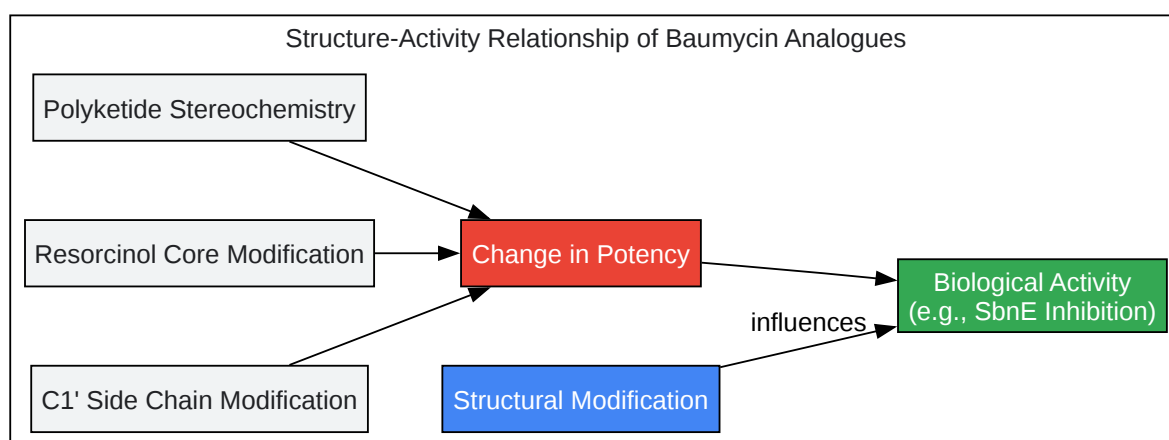 Structure-Activity Relationship of Baumycin Analogues
Polyketide Stereochemistry
Resorcinol Core Modification
Change in Potency
Biological Activity
(e.g., SbnE Inhibition)
influences
C1' Side Chain Modification
Structural Modification